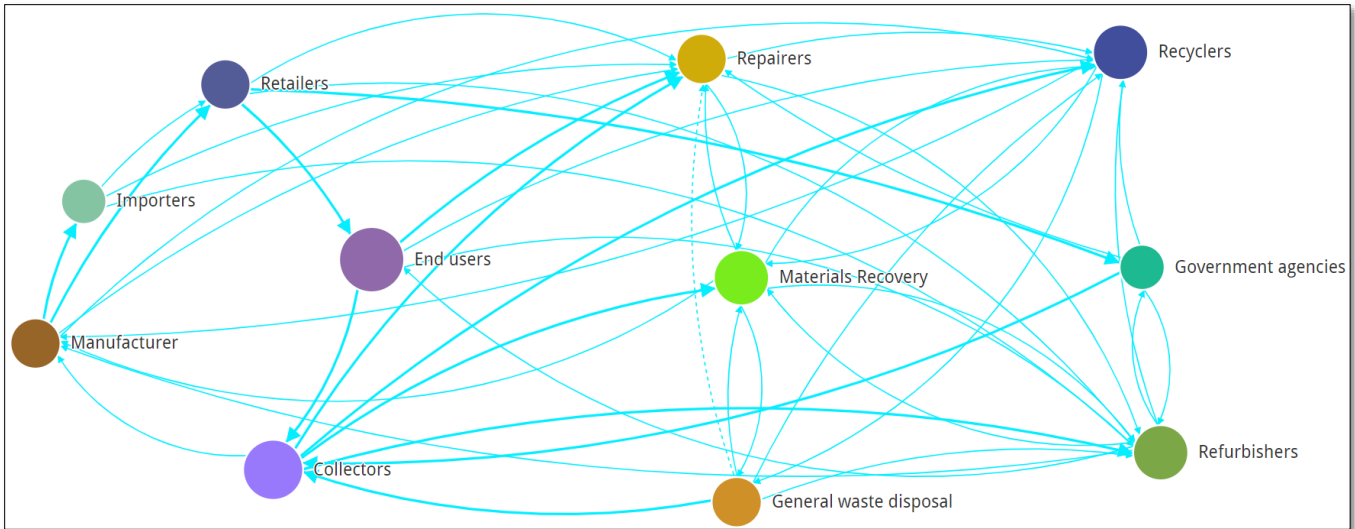 Repairers
Recyclers
Retailers
Importers
End users
Government agencies
Materials Recovery
Manufacturer
Refurbishers
Collectors
General waste disposal